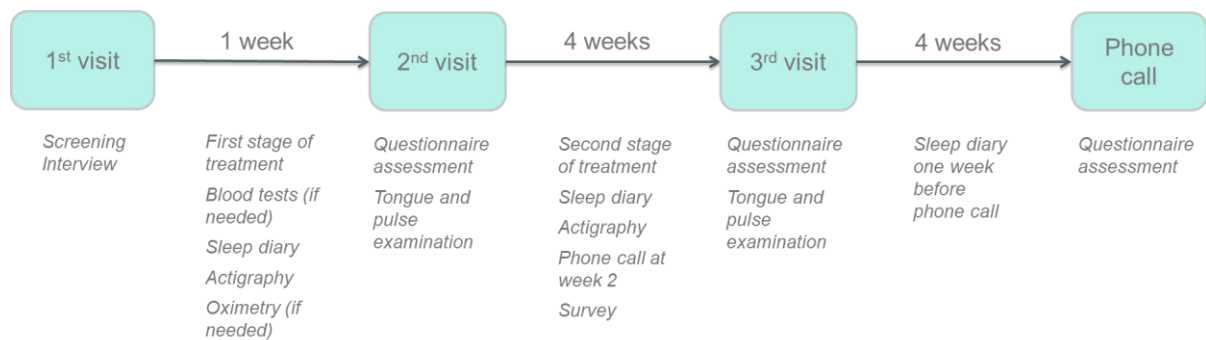 1st visit
1 week
2nd visit
4 weeks
3rd visit
4 weeks
Phone
call
Screening
Interview
First stage of
treatment
Blood tests (if
needed)
Sleep diary
Actigraphy
Oximetry (if
needed)
Questionnaire
assessment
Tongue and
pulse
examination
Second stage
of treatment
Sleep diary
Actigraphy
Phone call at
week 2
Survey
Questionnaire
assessment
Tongue and
pulse
examination
Sleep diary
one week
before
phone call
Questionnaire
assessment